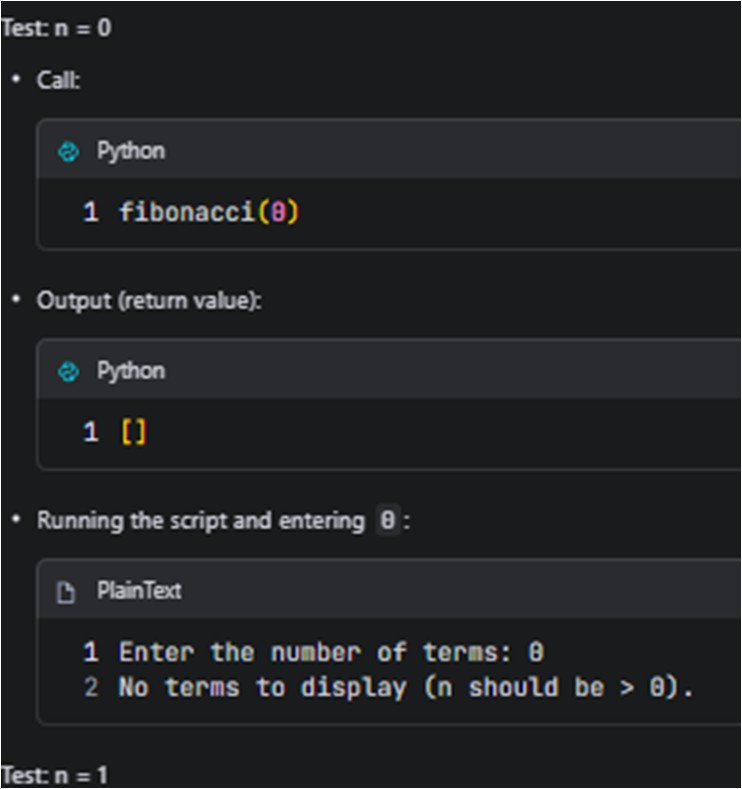 Test: n = 0
• Call:
Python
1 fibonacci(0)
• Output (return value):
Python
1 []
• Running the script and entering 0:
PlainText
1 Enter the number of terms: 0
2 No terms to display (n should be > 0).
Test: n = 1